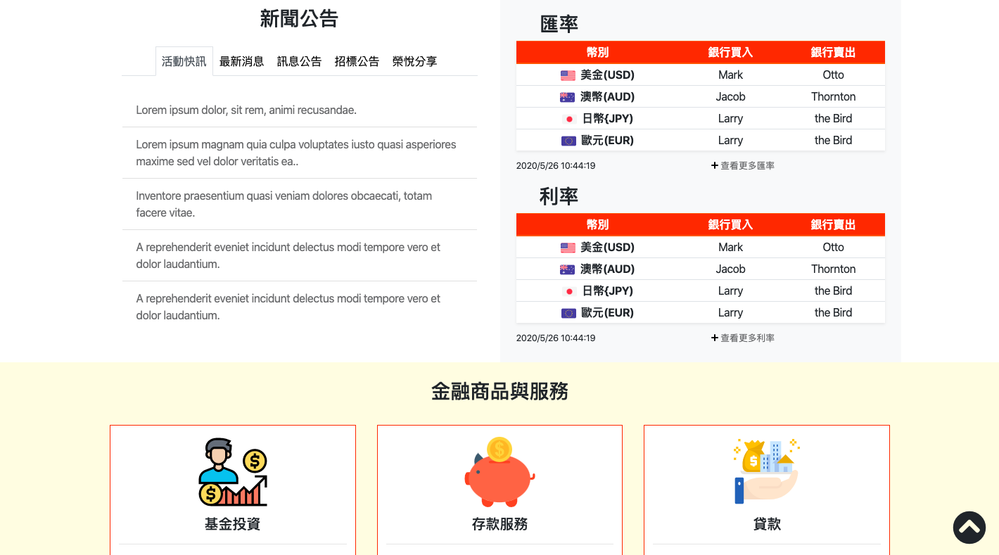 新聞公告
活動快訊 最新消息 訊息公告 招標公告 榮悅分享
Lorem ipsum dolor, sit rem, animi recusandae.
Lorem ipsum magnam quia culpa voluptates iusto quasi asperiores
maxime sed vel dolor veritatis ea..
Inventore praesentium quasi veniam dolores obcaecati, totam
facere vitae.
A reprehenderit eveniet incidunt delectus modi tempore vero et
dolor laudantium.
A reprehenderit eveniet incidunt delectus modi tempore vero et
dolor laudantium.
匯率
幣別 銀行買入 銀行賣出
美金(USD) Mark Otto
澳幣(AUD) Jacob Thornton
日幣{JPY) Larry the Bird
歐元(EUR) Larry the Bird
2020/5/26 10:44:19 + 查看更多匯率
利率
幣別 銀行買入 銀行賣出
美金(USD) Mark Otto
澳幣(AUD) Jacob Thornton
日幣{JPY) Larry the Bird
歐元(EUR) Larry the Bird
2020/5/26 10:44:19 + 查看更多利率
金融商品與服務
基金投資 存款服務 貸款